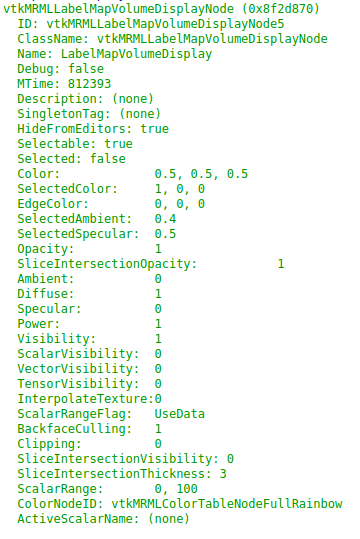 vtkMRMLLabelMapVolumeDisplayNode (0x8f2d870)
ID: vtkMRMLLabelMapVolumeDisplayNode5
ClassName: vtkMRMLLabelMapVolumeDisplayNode
Name: LabelMapVolumeDisplay
Debug: false
MTime: 812393
Description: (none)
SingletonTag: (none)
HideFromEditors: true
Selectable: true
Selected: false
Color: 0.5, 0.5, 0.5
SelectedColor: 1, 0, 0
EdgeColor: 0, 0, 0
SelectedAmbient: 0.4
SelectedSpecular: 0.5
Opacity: 1
SliceIntersectionOpacity: 1
Ambient: 0
Diffuse: 1
Specular: 0
Power: 1
Visibility: 1
ScalarVisibility: 0
VectorVisibility: 0
TensorVisibility: 0
InterpolateTexture:0
ScalarRangeFlag: UseData
BackfaceCulling: 1
Clipping: 0
SliceIntersectionVisibility: 0
SliceIntersectionThickness: 3
ScalarRange: 0, 100
ColorNodeID: vtkMRMLColorTableNodeFullRainbow
ActiveScalarName: (none)